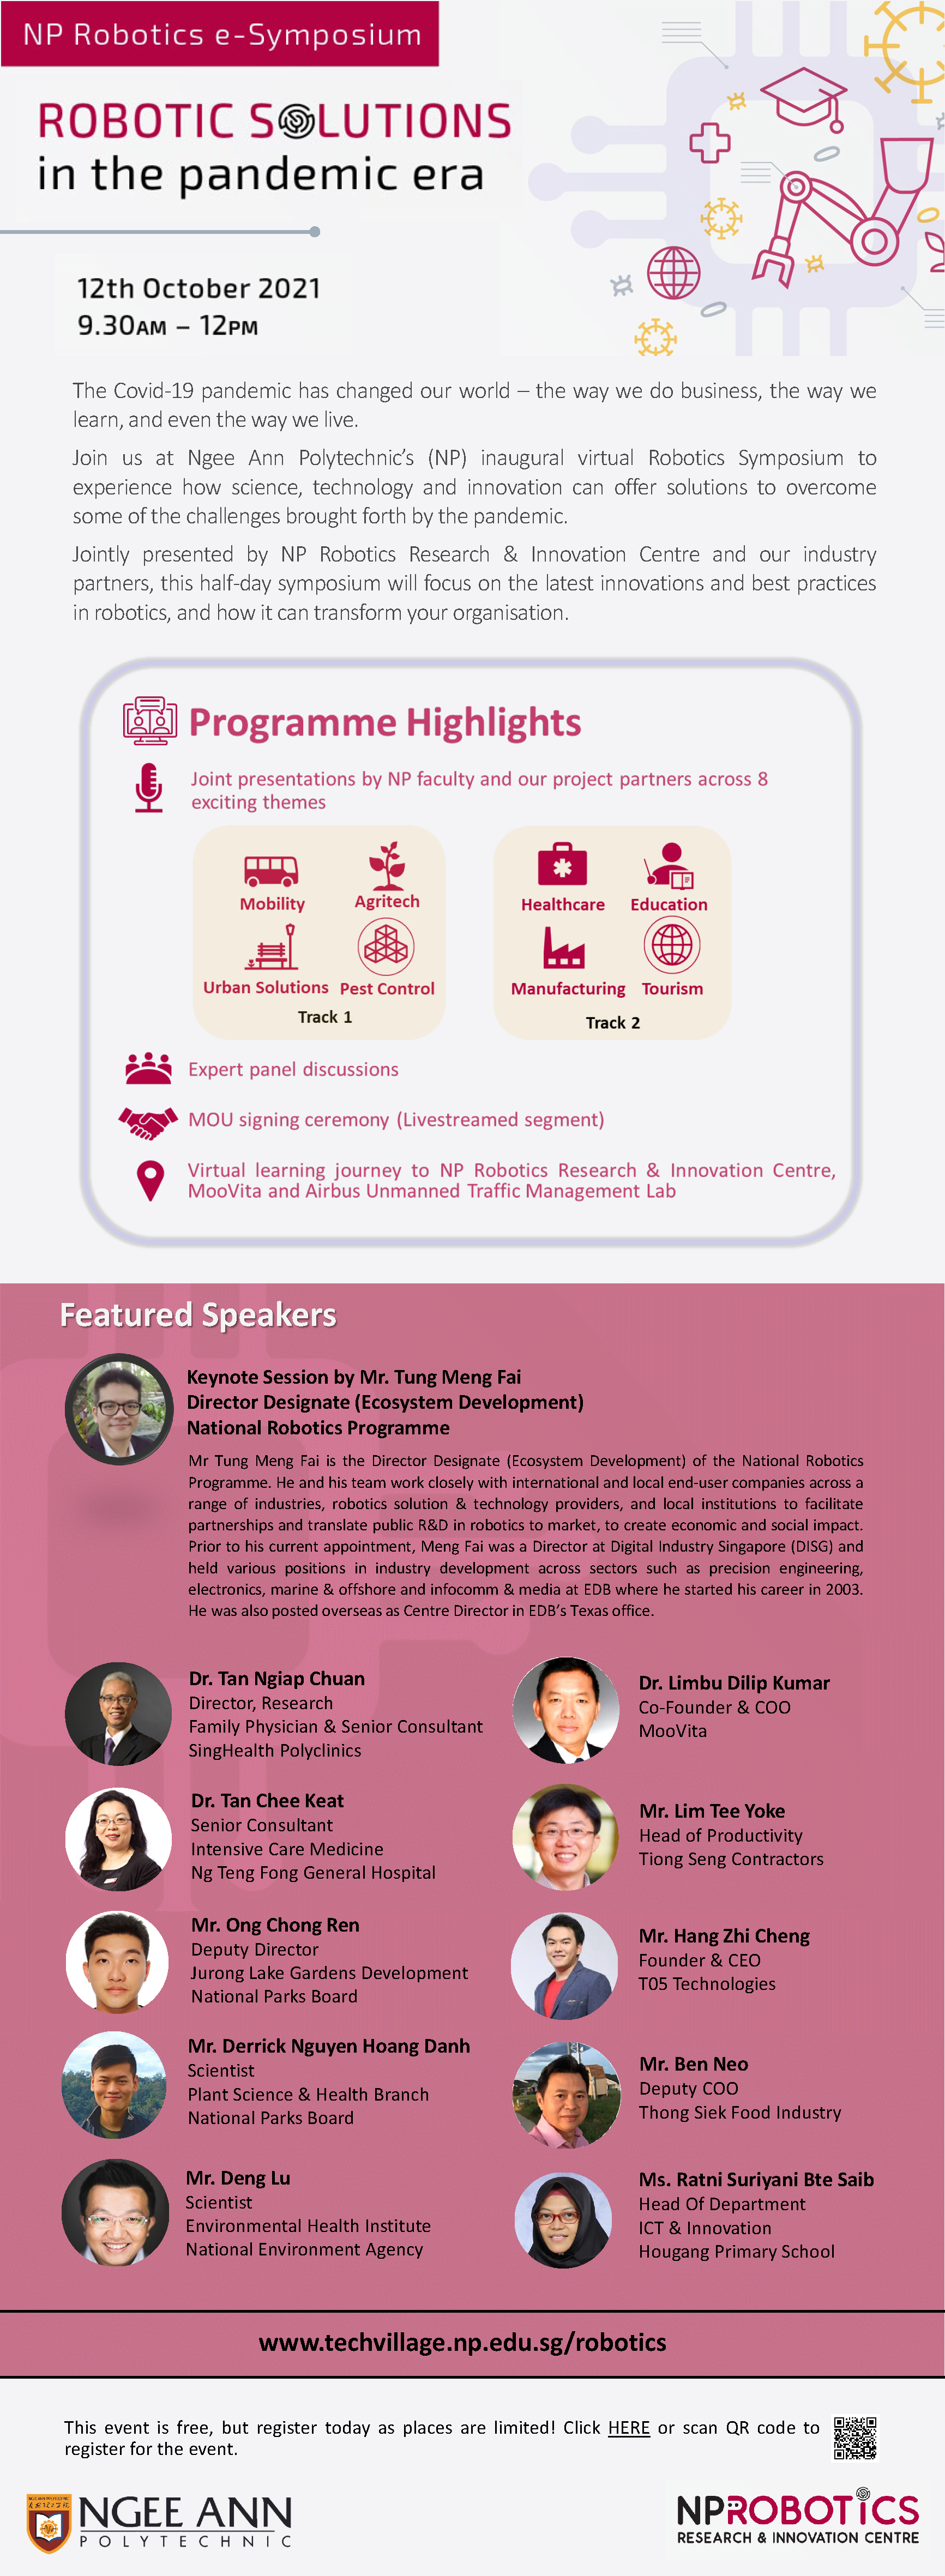 NP Robotics e-Symposium
ROBOTIC SOLUTIONS
in the pandemic era
12th October 2021
9.30AM – 12PM
The Covid-19 pandemic has changed our world – the way we do business, the way we
learn, and even the way we live.
Join us at Ngee Ann Polytechnic's (NP) inaugural virtual Robotics Symposium to
experience how science, technology and innovation can offer solutions to overcome
some of the challenges brought forth by the pandemic.
Jointly presented by NP Robotics Research & Innovation Centre and our industry
partners, this half-day symposium will focus on the latest innovations and best practices
in robotics, and how it can transform your organisation.
Programme Highlights
Joint presentations by NP faculty and our project partners across 8
exciting themes
Mobility
Agritech
Urban Solutions
Pest Control
Track 1
Healthcare
Education
Manufacturing
Tourism
Track 2
Expert panel discussions
MOU signing ceremony (Livestreamed segment)
Virtual learning journey to NP Robotics Research & Innovation Centre,
MooVita and Airbus Unmanned Traffic Management Lab
Featured Speakers
Keynote Session by Mr. Tung Meng Fai
Director Designate (Ecosystem Development)
National Robotics Programme
Mr Tung Meng Fai is the Director Designate (Ecosystem Development) of the National Robotics
Programme. He and his team work closely with international and local end-user companies across a
range of industries, robotics solution & technology providers, and local institutions to facilitate
partnerships and translate public R&D in robotics to market, to create economic and social impact.
Prior to his current appointment, Meng Fai was a Director at Digital Industry Singapore (DISG) and
held various positions in industry development across sectors such as precision engineering,
electronics, marine & offshore and infocomm & media at EDB where he started his career in 2003.
He was also posted overseas as Centre Director in EDB's Texas office.
Dr. Tan Ngiap Chuan
Director, Research
Family Physician & Senior Consultant
SingHealth Polyclinics
Dr. Limbu Dilip Kumar
Co-Founder & COO
MooVita
Dr. Tan Chee Keat
Senior Consultant
Intensive Care Medicine
Ng Teng Fong General Hospital
Mr. Lim Tee Yoke
Head of Productivity
Tiong Seng Contractors
Mr. Ong Chong Ren
Deputy Director
Jurong Lake Gardens Development
National Parks Board
Mr. Hang Zhi Cheng
Founder & CEO
T05 Technologies
Mr. Derrick Nguyen Hoang Danh
Scientist
Plant Science & Health Branch
National Parks Board
Mr. Ben Neo
Deputy COO
Thong Siek Food Industry
Mr. Deng Lu
Scientist
Environmental Health Institute
National Environment Agency
Ms. Ratni Suriyani Bte Saib
Head Of Department
ICT & Innovation
Hougang Primary School
www.techvillage.np.edu.sg/robotics
This event is free, but register today as places are limited! Click HERE or scan QR code to
register for the event.
NGEE ANN
POLYTECHNIC
NPROBOTICS
RESEARCH & INNOVATION CENTRE